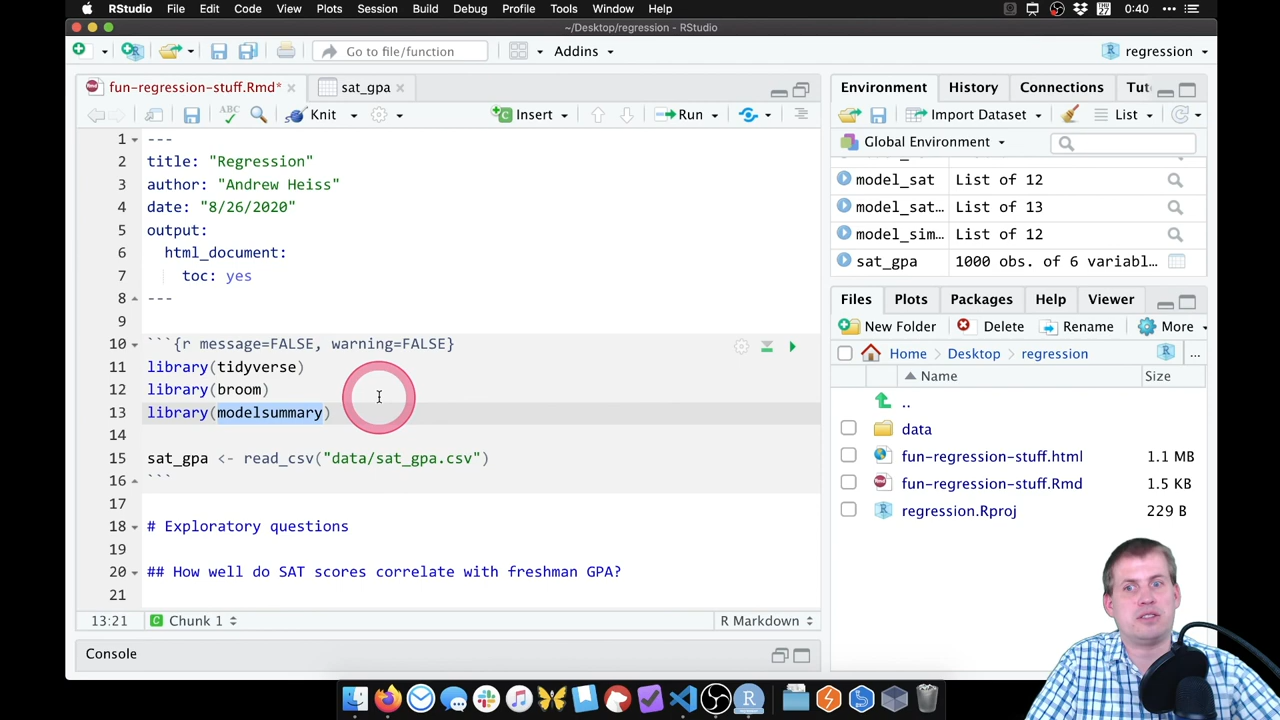 RStudio File Edit Code View Plots Session Build Debug Profile Tools Window Help
THU 27 0:40
~/Desktop/regression - RStudio
Go to file/function Addins regression
fun-regression-stuff.Rmd* sat_gpa
ABC Knit Insert Run
1 ---
2 title: "Regression"
3 author: "Andrew Heiss"
4 date: "8/26/2020"
5 output:
6 html_document:
7 toc: yes
8 ---
9
10 ```{r message=FALSE, warning=FALSE}
11 library(tidyverse)
12 library(broom)
13 library(modelsummary)
14
15 sat_gpa <- read_csv("data/sat_gpa.csv")
16 ```
17
18 # Exploratory questions
19
20 ## How well do SAT scores correlate with freshman GPA?
21
13:21 Chunk 1 R Markdown
Console
Environment History Connections Tut
Import Dataset List
Global Environment
model_sat List of 12
model_sat… List of 13
model_sim… List of 12
sat_gpa 1000 obs. of 6 variabl…
Files Plots Packages Help Viewer
New Folder Delete Rename More
Home Desktop regression ...
Name Size
..
data
fun-regression-stuff.html 1.1 MB
fun-regression-stuff.Rmd 1.5 KB
regression.Rproj 229 B